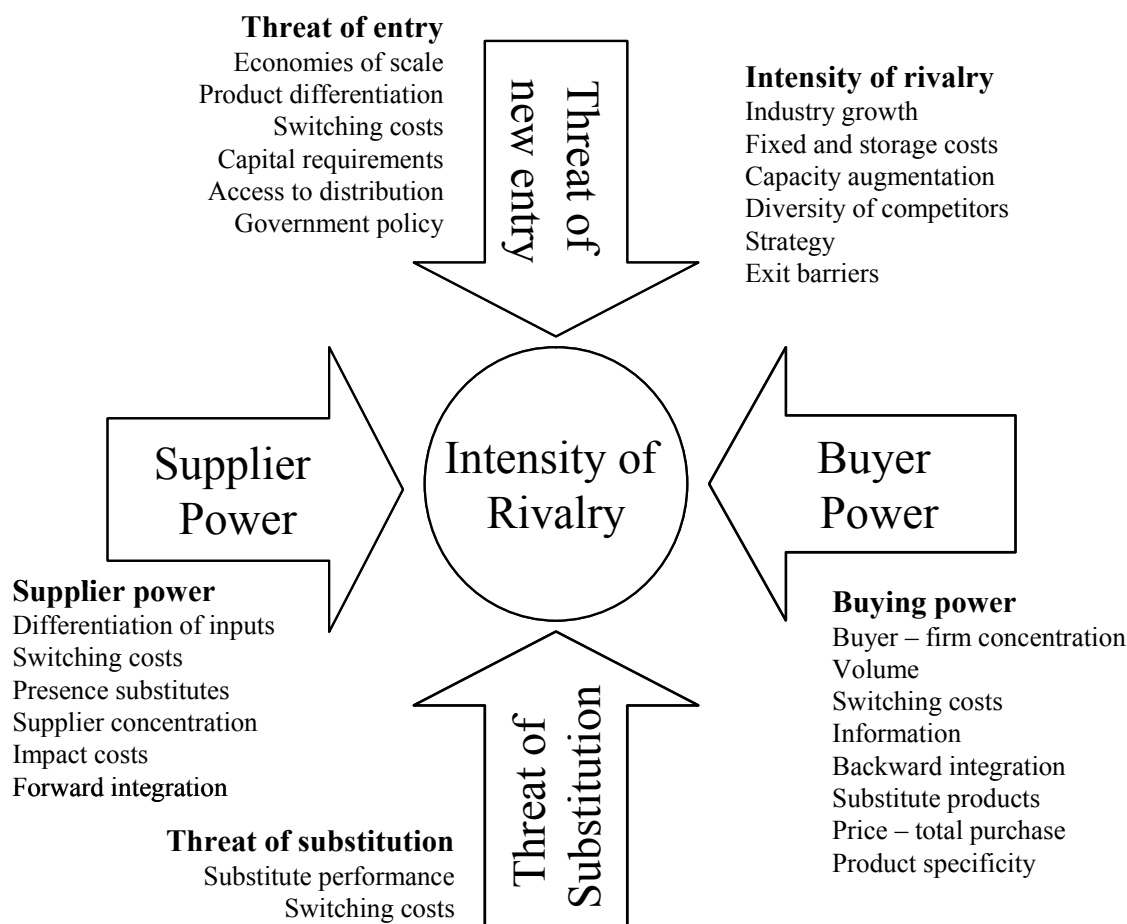 Threat of entry
Economies of scale
Product differentiation
Switching costs
Capital requirements
Access to distribution
Government policy
Threat of
new entry
Intensity of rivalry
Industry growth
Fixed and storage costs
Capacity augmentation
Diversity of competitors
Strategy
Exit barriers
Supplier
Power
Intensity of
Rivalry
Buyer
Power
Supplier power
Differentiation of inputs
Switching costs
Presence substitutes
Supplier concentration
Impact costs
Forward integration
Buying power
Buyer – firm concentration
Volume
Switching costs
Information
Backward integration
Substitute products
Price – total purchase
Product specificity
Threat of
Substitution
Threat of substitution
Substitute performance
Switching costs